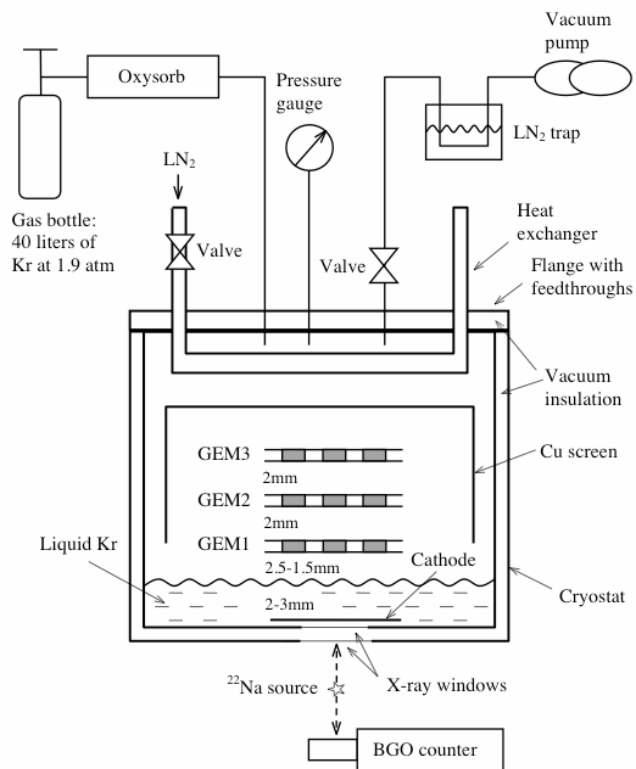 Vacuum
pump
Oxysorb
Pressure
gauge
LN₂ trap
LN₂
Gas bottle:
40 liters of
Kr at 1.9 atm
Valve
Valve
Heat
exchanger
Flange with
feedthroughs
Vacuum
insulation
GEM3
2mm
Cu screen
GEM2
2mm
GEM1
Liquid Kr
2.5-1.5mm
Cathode
2-3mm
Cryostat
²²Na source
X-ray windows
BGO counter